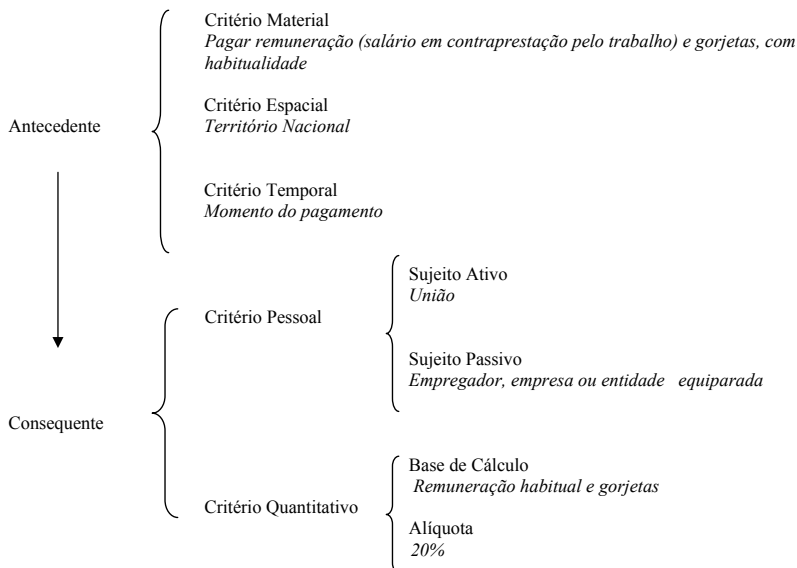 Critério Material
Pagar remuneração (salário em contraprestação pelo trabalho) e gorjetas, com
habitualidade
Critério Espacial
Território Nacional
Antecedente
Critério Temporal
Momento do pagamento
Sujeito Ativo
União
Critério Pessoal
Sujeito Passivo
Empregador, empresa ou entidade equiparada
Consequente
Base de Cálculo
Remuneração habitual e gorjetas
Critério Quantitativo
Alíquota
20%